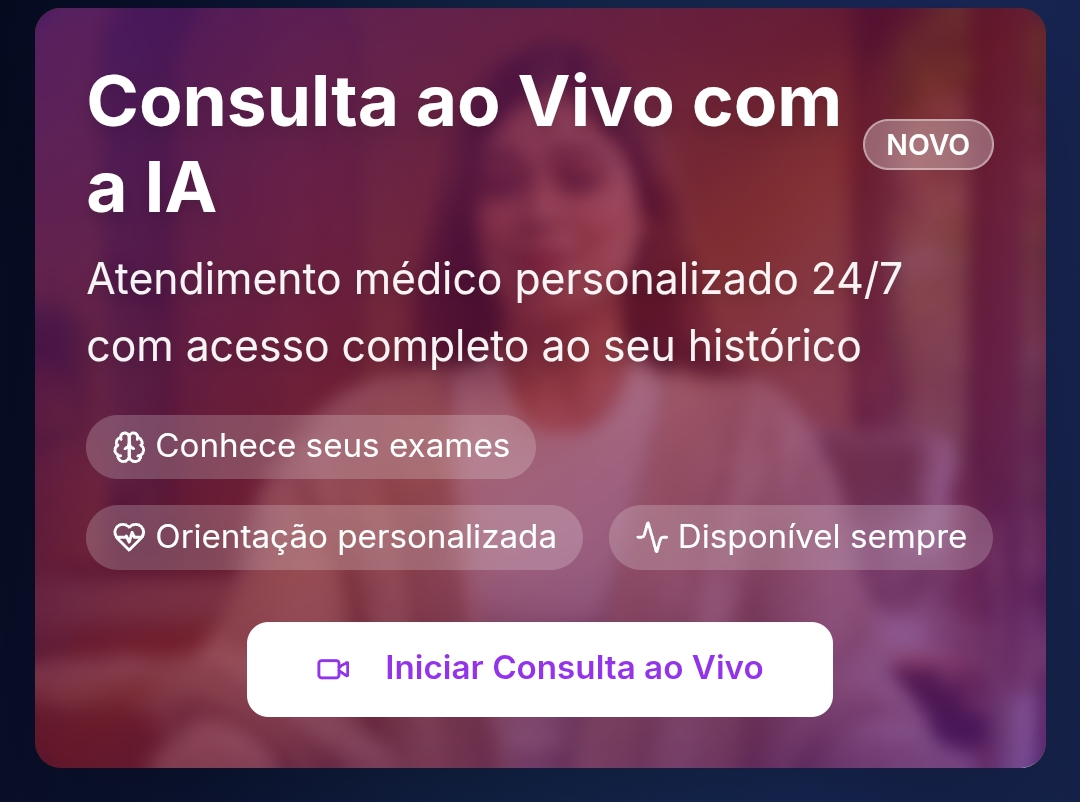 Consulta ao Vivo com
a IA
NOVO
Atendimento médico personalizado 24/7
com acesso completo ao seu histórico
Conhece seus exames
Orientação personalizada
Disponível sempre
Iniciar Consulta ao Vivo